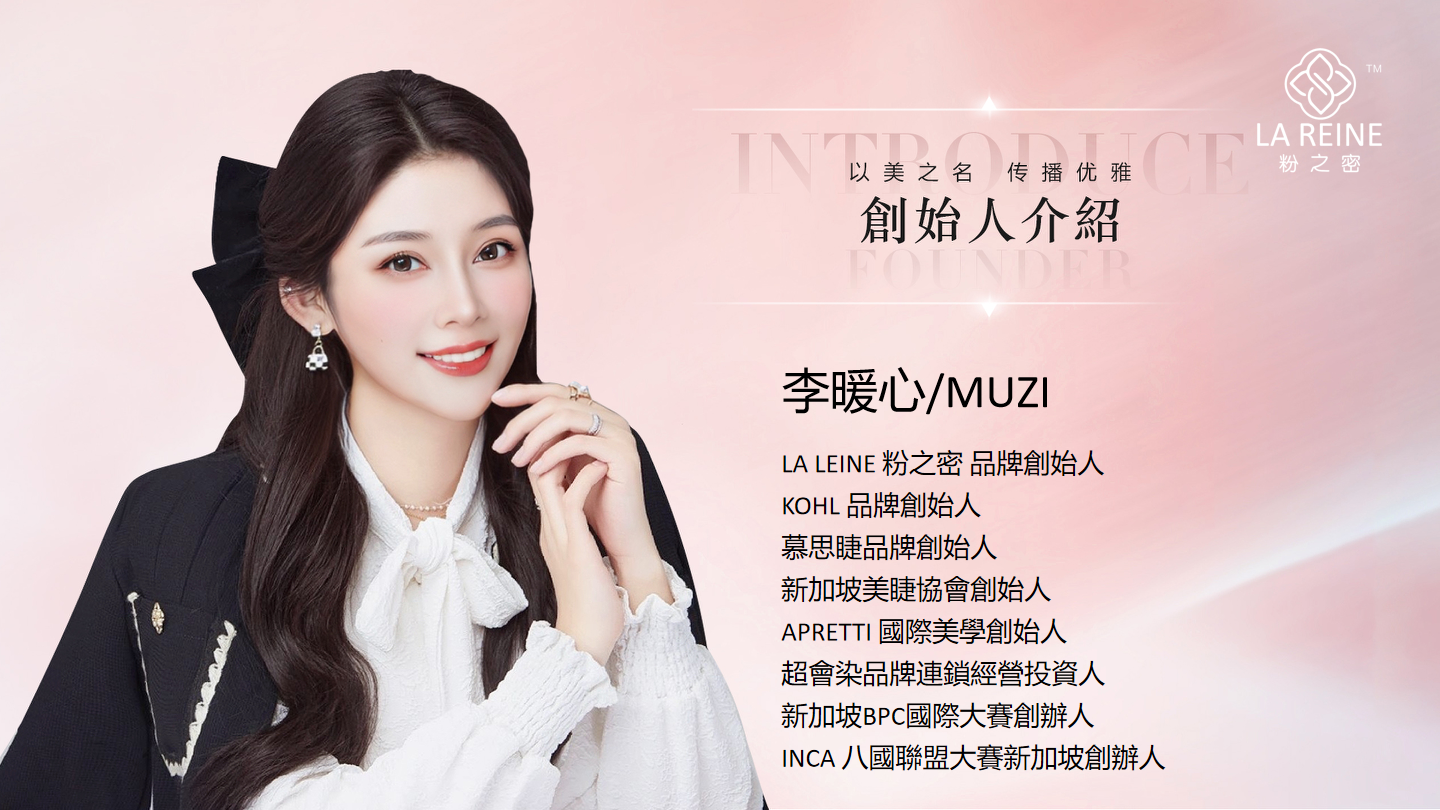 TM
LA REINE
粉之密
INTRODUCE
以美之名 传播优雅
創始人介紹
FOUNDER
李暖心/MUZI
LA LEINE 粉之密 品牌創始人
KOHL 品牌創始人
慕思睫品牌創始人
新加坡美睫協會創始人
APRETTI 國際美學創始人
超會染品牌連鎖經營投資人
新加坡BPC國際大賽創辦人
INCA 八國聯盟大賽新加坡創辦人